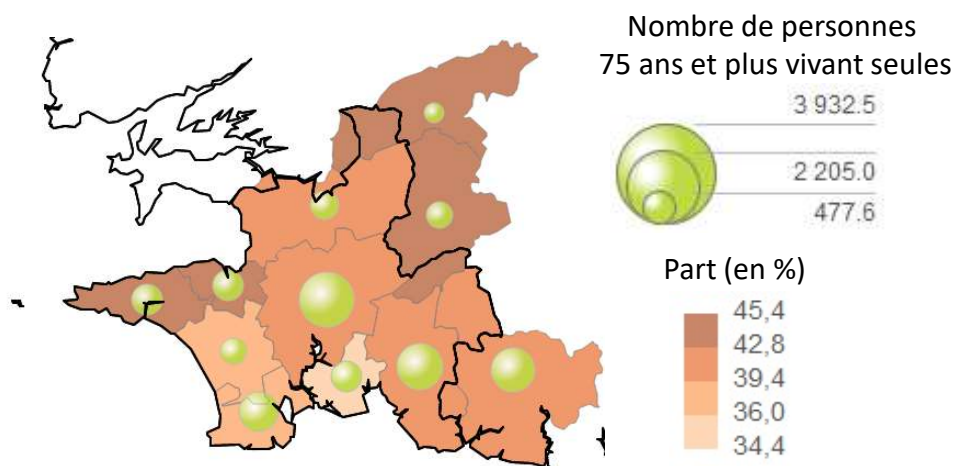 Nombre de personnes
75 ans et plus vivant seules
3 932.5
2 205.0
477.6
Part (en %)
45,4
42,8
39,4
36,0
34,4